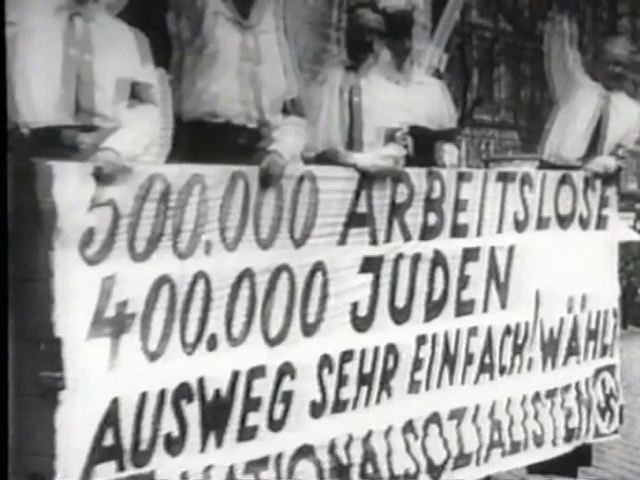 500.000 ARBEITSLOSE
400.000 JUDEN
AUSWEG SEHR EINFACH! WÄHLT
NATIONALSOZIALISTEN